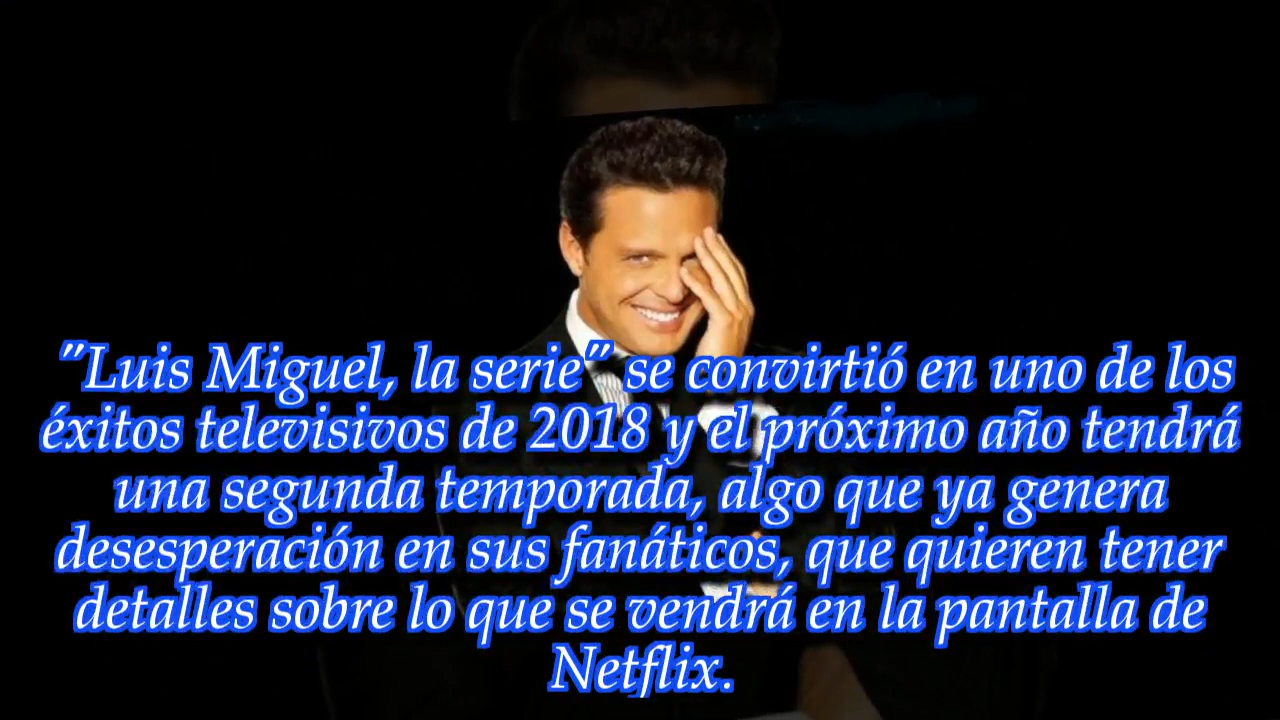 "Luis Miguel, la serie" se convirtió en uno de los
éxitos televisivos de 2018 y el próximo año tendrá
una segunda temporada, algo que ya genera
desesperación en sus fanáticos, que quieren tener
detalles sobre lo que se vendrá en la pantalla de
Netflix.